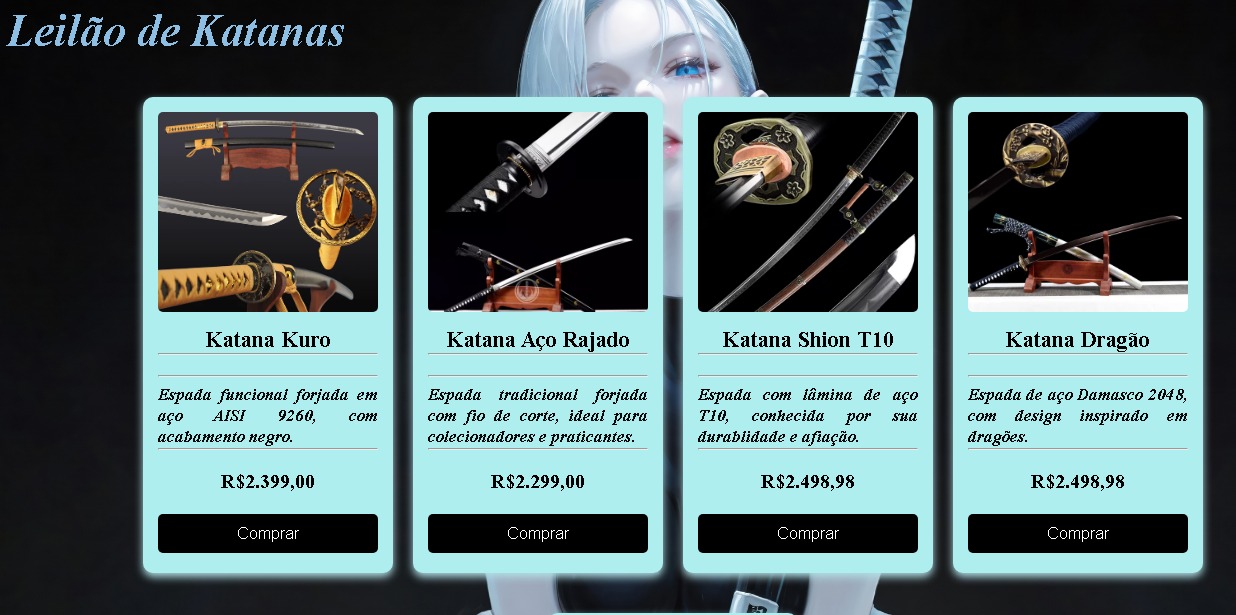 Leilão de Katanas
Katana Kuro
Espada funcional forjada em
aço AISI 9260, com
acabamento negro.
R$2.399,00
Comprar
Katana Aço Rajado
Espada tradicional forjada
com fio de corte, ideal para
colecionadores e praticantes.
R$2.299,00
Comprar
Katana Shion T10
Espada com lâmina de aço
T10, conhecida por sua
durablidade e afiação.
R$2.498,98
Comprar
Katana Dragão
Espada de aço Damasco 2048,
com design inspirado em
dragões.
R$2.498,98
Comprar